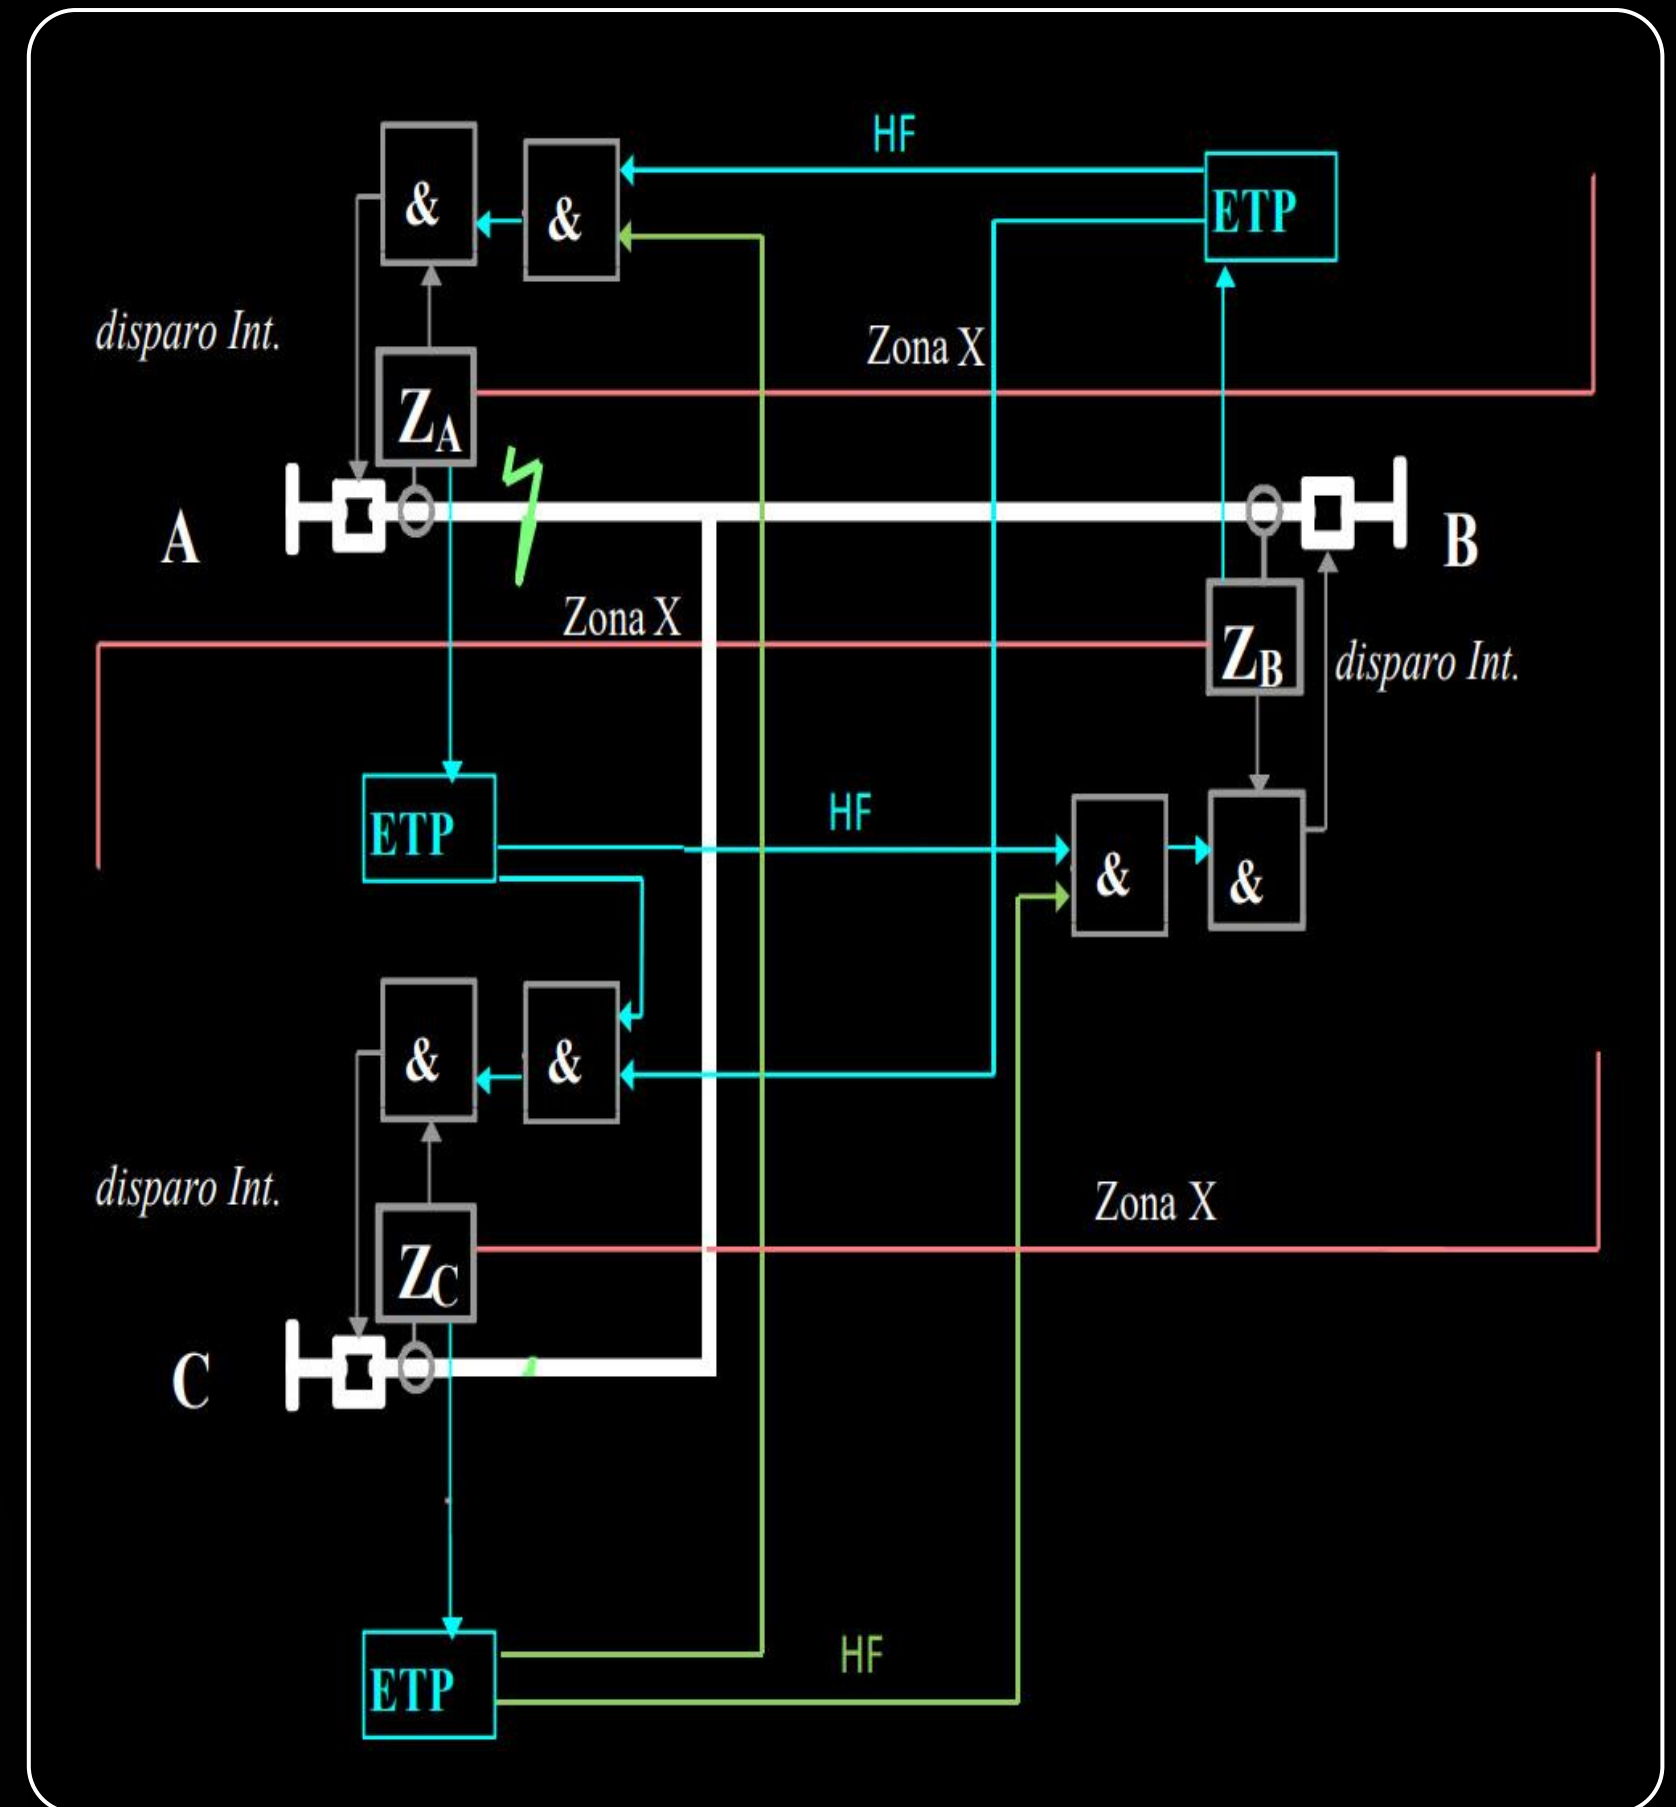 HF
&
&
ETP
disparo Int.
Zona X
ZA
A
B
Zona X
ZB
disparo Int.
ETP
HF
&
&
&
&
disparo Int.
Zona X
ZC
C
HF
ETP